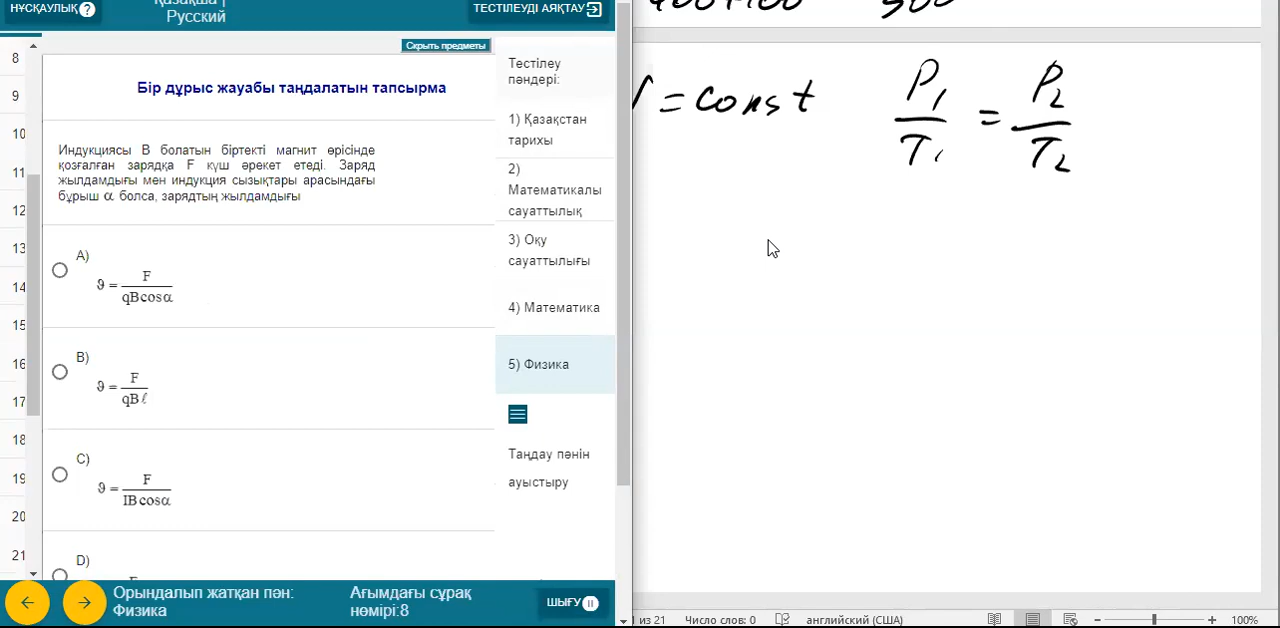 НҰСҚАУЛЫҚ ?
Қазақша |
Русский
ТЕСТІЛЕУДІ АЯҚТАУ
Скрыть предметы
8
9
10
11
12
13
14
15
16
17
18
19
20
21
Бір дұрыс жауабы таңдалатын тапсырма
Индукциясы В болатын біртекті магнит өрісінде
қозғалған зарядқа F күш әрекет етеді. Заряд
жылдамдығы мен индукция сызықтары арасындағы
бұрыш α болса, зарядтың жылдамдығы
A)
ϑ = F / qBcosα
B)
ϑ = F / qBℓ
C)
ϑ = F / IBcosα
D)
Тестілеу
пәндері:
1) Қазақстан
тарихы
2)
Математикалы
сауаттылық
3) Оқу
сауаттылығы
4) Математика
5) Физика
Таңдау пәнін
ауыстыру
Орындалып жатқан пән:
Физика
Ағымдағы сұрақ
нөмірі:8
ШЫҒУ
= const
P1 / T1 = P2 / T2
из 21
Число слов: 0
английский (США)
100%